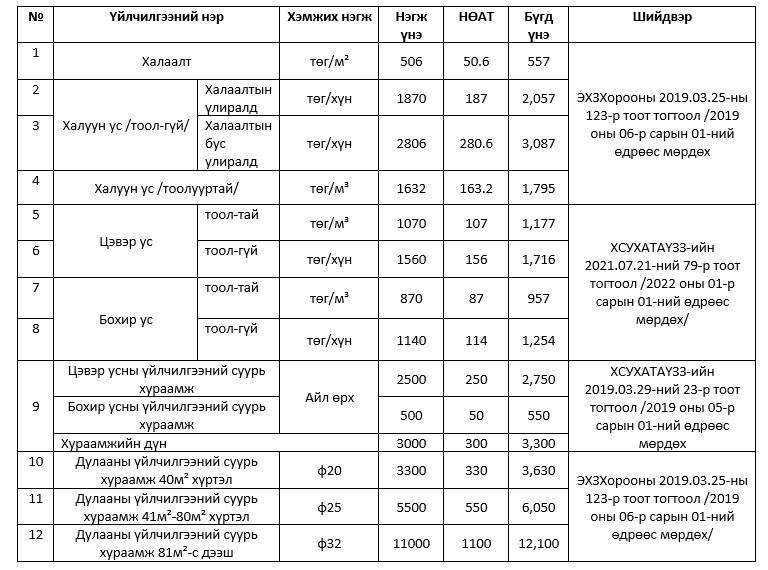 № Үйлчилгээний нэр Хэмжих нэгж Нэгж үнэ НӨАТ Бүгд үнэ Шийдвэр
1 Халаалт төг/м² 506 50.6 557
ЭХЗХорооны 2019.03.25-ны
123-р тоот тогтоол /2019
оны 06-р сарын 01-ний
өдрөөс мөрдөх
2 Халуун ус /тоол-гүй/ Халаалтын улиралд төг/хүн 1870 187 2,057
3 Халаалтын бус улиралд төг/хүн 2806 280.6 3,087
4 Халуун ус /тоолууртай/ төг/м³ 1632 163.2 1,795
5 Цэвэр ус тоол-тай төг/м³ 1070 107 1,177
ХСУХАТАҮЗЗ-ийн
2021.07.21-ний 79-р тоот
тогтоол /2022 оны 01-р
сарын 01-ний өдрөөс
мөрдөх/
6 тоол-гүй төг/хүн 1560 156 1,716
7 Бохир ус тоол-тай төг/м³ 870 87 957
8 тоол-гүй төг/хүн 1140 114 1,254
9 Цэвэр усны үйлчилгээний суурь хураамж Айл өрх 2500 250 2,750
ХСУХАТАҮЗЗ-ийн
2019.03.29-ний 23-р тоот
тогтоол /2019 оны 05-р
сарын 01-ний өдрөөс
мөрдөх
Бохир усны үйлчилгээний суурь хураамж 500 50 550
Хураамжийн дүн 3000 300 3,300
10 Дулааны үйлчилгээний суурь хураамж 40м² хүртэл ф20 3300 330 3,630
ЭХЗХорооны 2019.03.25-ны
123-р тоот тогтоол /2019
оны 06-р сарын 01-ний
өдрөөс мөрдөх/
11 Дулааны үйлчилгээний суурь хураамж 41м²-80м² хүртэл ф25 5500 550 6,050
12 Дулааны үйлчилгээний суурь хураамж 81м²-с дээш ф32 11000 1100 12,100